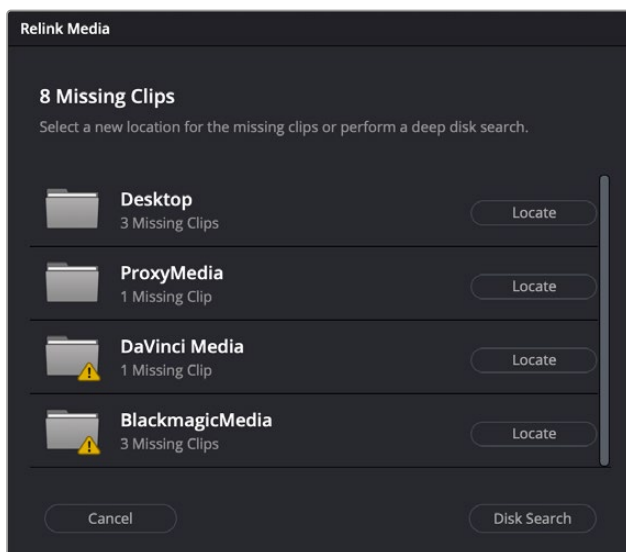 Relink Media
8 Missing Clips
Select a new location for the missing clips or perform a deep disk search.
Desktop
3 Missing Clips
Locate
ProxyMedia
1 Missing Clip
Locate
DaVinci Media
1 Missing Clip
Locate
BlackmagicMedia
3 Missing Clips
Locate
Cancel
Disk Search